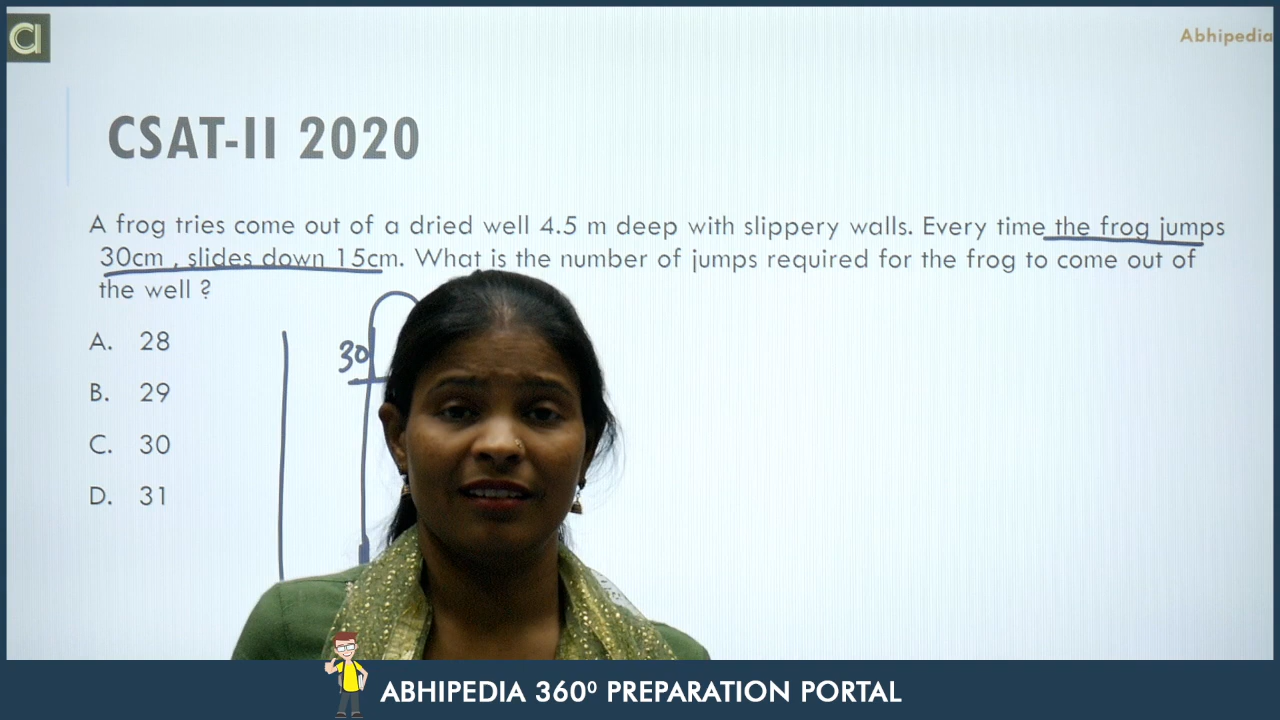 Abhipedia
CSAT-II 2020
A frog tries come out of a dried well 4.5 m deep with slippery walls. Every time the frog jumps
30cm , slides down 15cm. What is the number of jumps required for the frog to come out of
the well ?
A. 28
B. 29
C. 30
D. 31
30
ABHIPEDIA 360⁰ PREPARATION PORTAL